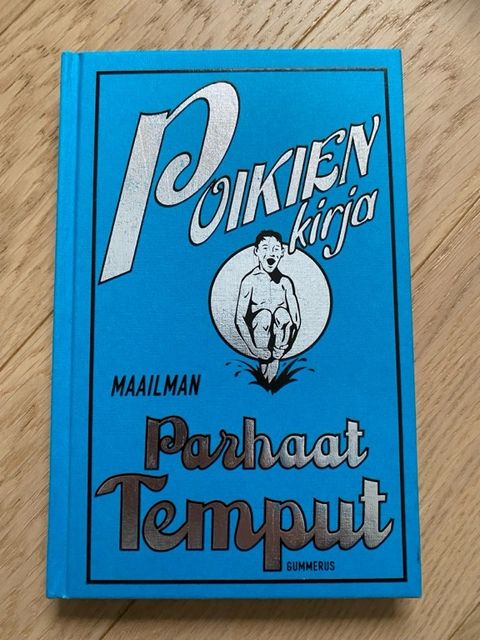 POIKIEN
kirja
MAAILMAN
Parhaat
Temput
GUMMERUS